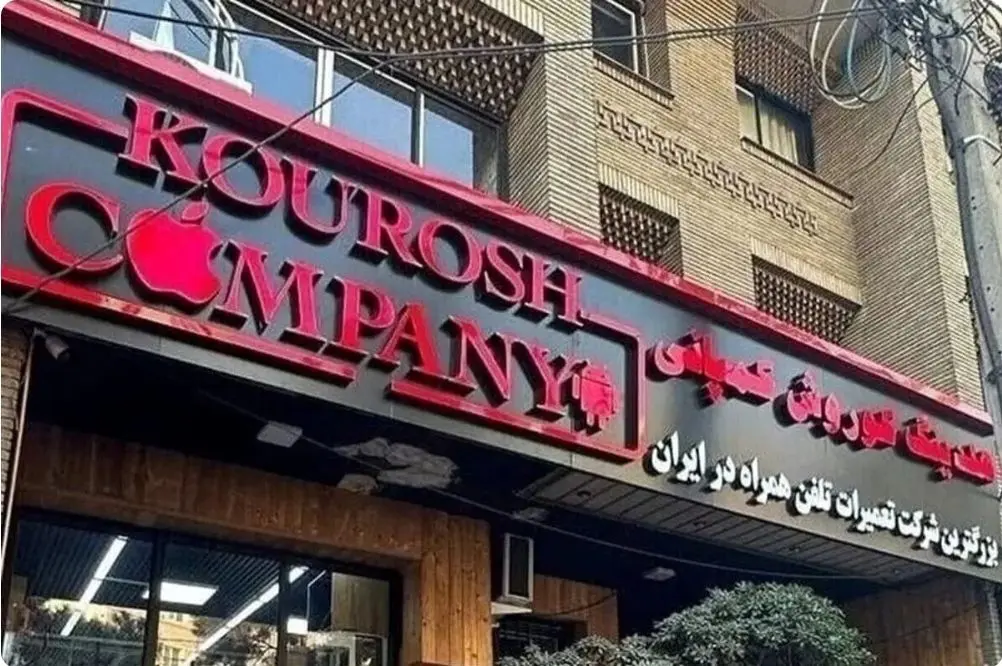 KOUROSH
COMPANY
هلدینگ کوروش کمپانی
بزرگترین شرکت تعمیرات تلفن همراه در ایران